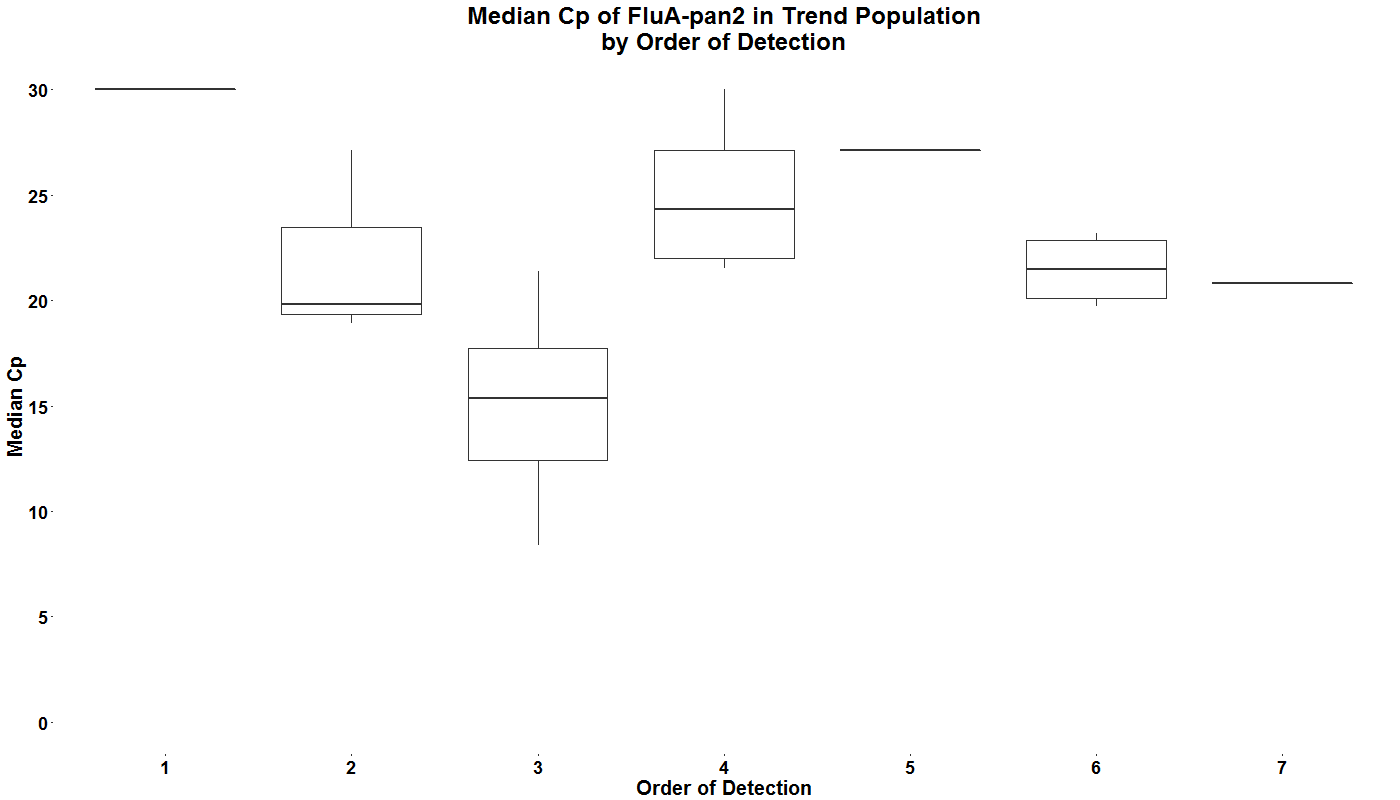 Median Cp of FluA-pan2 in Trend Population
by Order of Detection
Median Cp
30
25
20
15
10
5
0
1 2 3 4 5 6 7
Order of Detection